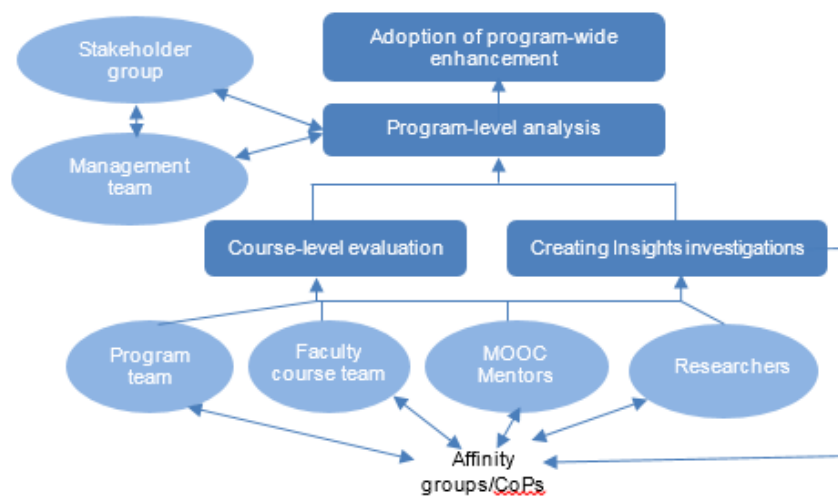 Stakeholder
group
Adoption of program-wide
enhancement
Program-level analysis
Management
team
Course-level evaluation
Creating Insights investigations
Program
team
Faculty
course team
MOOC
Mentors
Researchers
Affinity
groups/CoPs